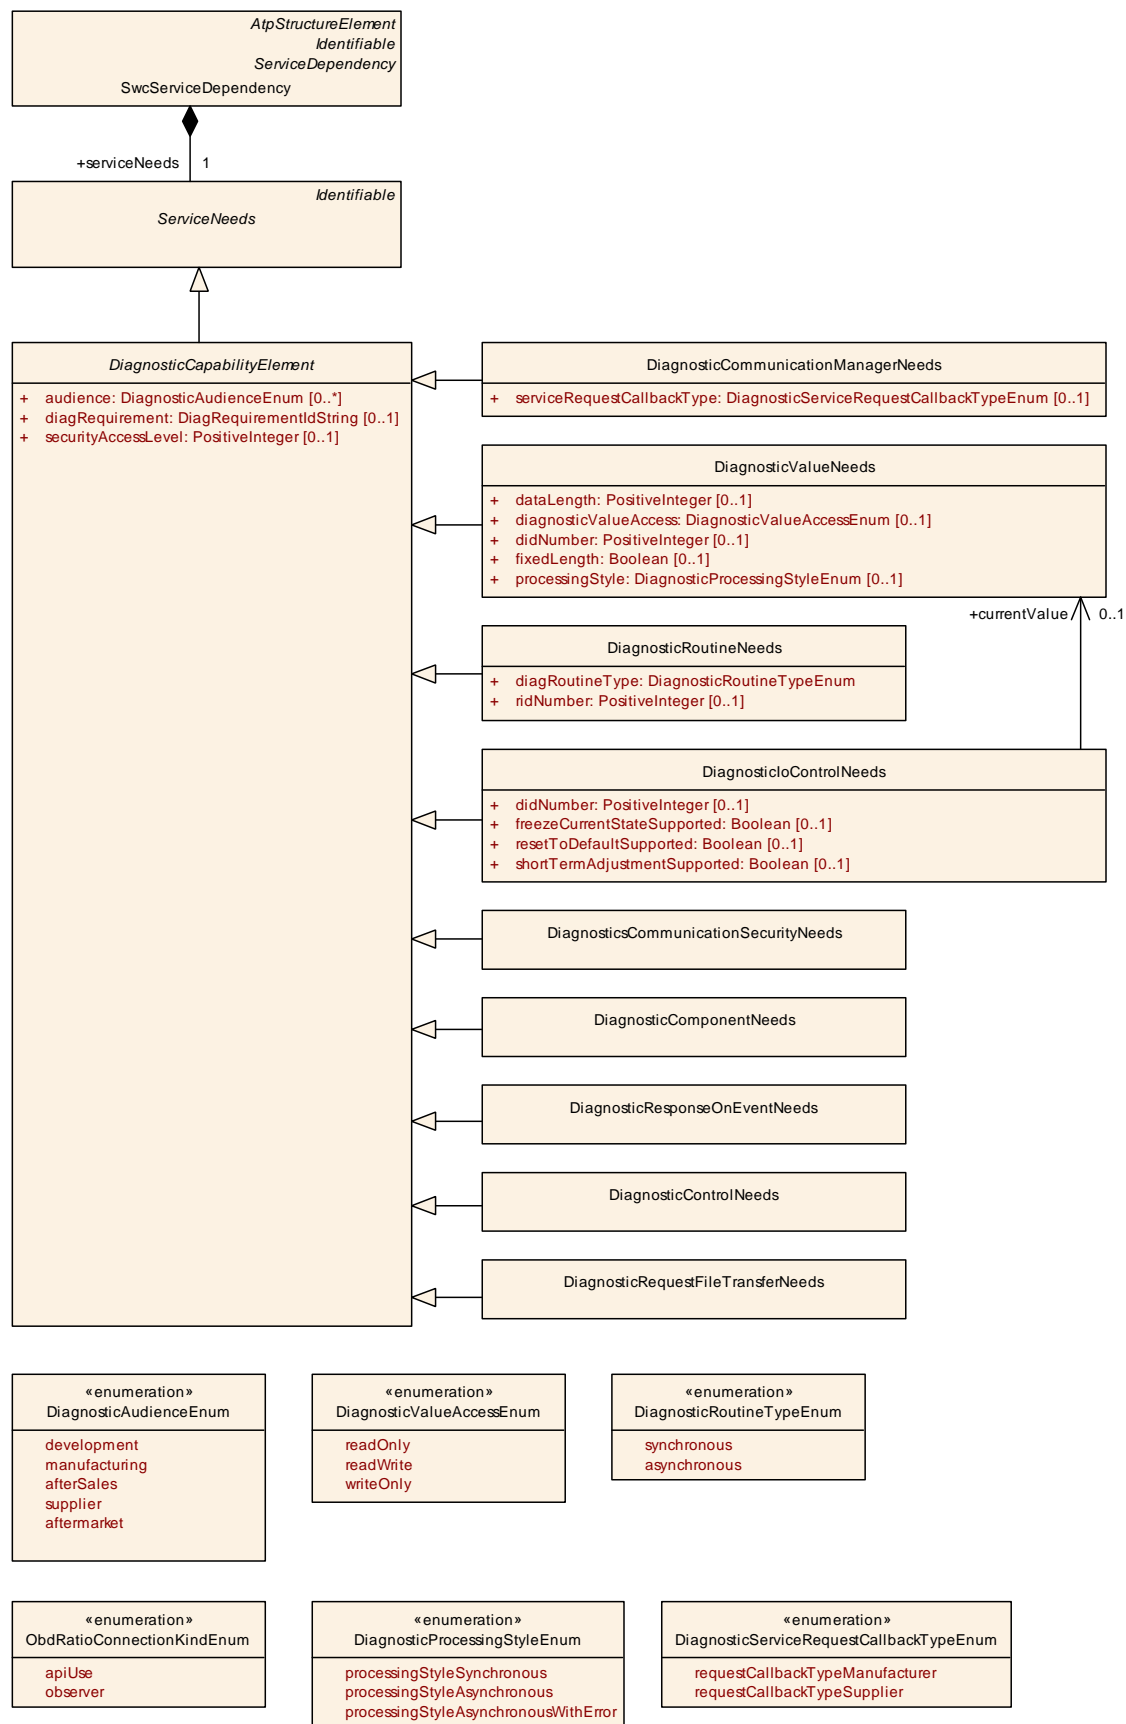 AtpStructureElement
Identifiable
ServiceDependency
SwcServiceDependency
+serviceNeeds 1
Identifiable
ServiceNeeds
DiagnosticCapabilityElement
+ audience: DiagnosticAudienceEnum [0..*]
+ diagRequirement: DiagRequirementIdString [0..1]
+ securityAccessLevel: PositiveInteger [0..1]
DiagnosticCommunicationManagerNeeds
+ serviceRequestCallbackType: DiagnosticServiceRequestCallbackTypeEnum [0..1]
DiagnosticValueNeeds
+ dataLength: PositiveInteger [0..1]
+ diagnosticValueAccess: DiagnosticValueAccessEnum [0..1]
+ didNumber: PositiveInteger [0..1]
+ fixedLength: Boolean [0..1]
+ processingStyle: DiagnosticProcessingStyleEnum [0..1]
+currentValue 0..1
DiagnosticRoutineNeeds
+ diagRoutineType: DiagnosticRoutineTypeEnum
+ ridNumber: PositiveInteger [0..1]
DiagnosticIoControlNeeds
+ didNumber: PositiveInteger [0..1]
+ freezeCurrentStateSupported: Boolean [0..1]
+ resetToDefaultSupported: Boolean [0..1]
+ shortTermAdjustmentSupported: Boolean [0..1]
DiagnosticsCommunicationSecurityNeeds
DiagnosticComponentNeeds
DiagnosticResponseOnEventNeeds
DiagnosticControlNeeds
DiagnosticRequestFileTransferNeeds
«enumeration»
DiagnosticAudienceEnum
development
manufacturing
afterSales
supplier
aftermarket
«enumeration»
DiagnosticValueAccessEnum
readOnly
readWrite
writeOnly
«enumeration»
DiagnosticRoutineTypeEnum
synchronous
asynchronous
«enumeration»
ObdRatioConnectionKindEnum
apiUse
observer
«enumeration»
DiagnosticProcessingStyleEnum
processingStyleSynchronous
processingStyleAsynchronous
processingStyleAsynchronousWithError
«enumeration»
DiagnosticServiceRequestCallbackTypeEnum
requestCallbackTypeManufacturer
requestCallbackTypeSupplier